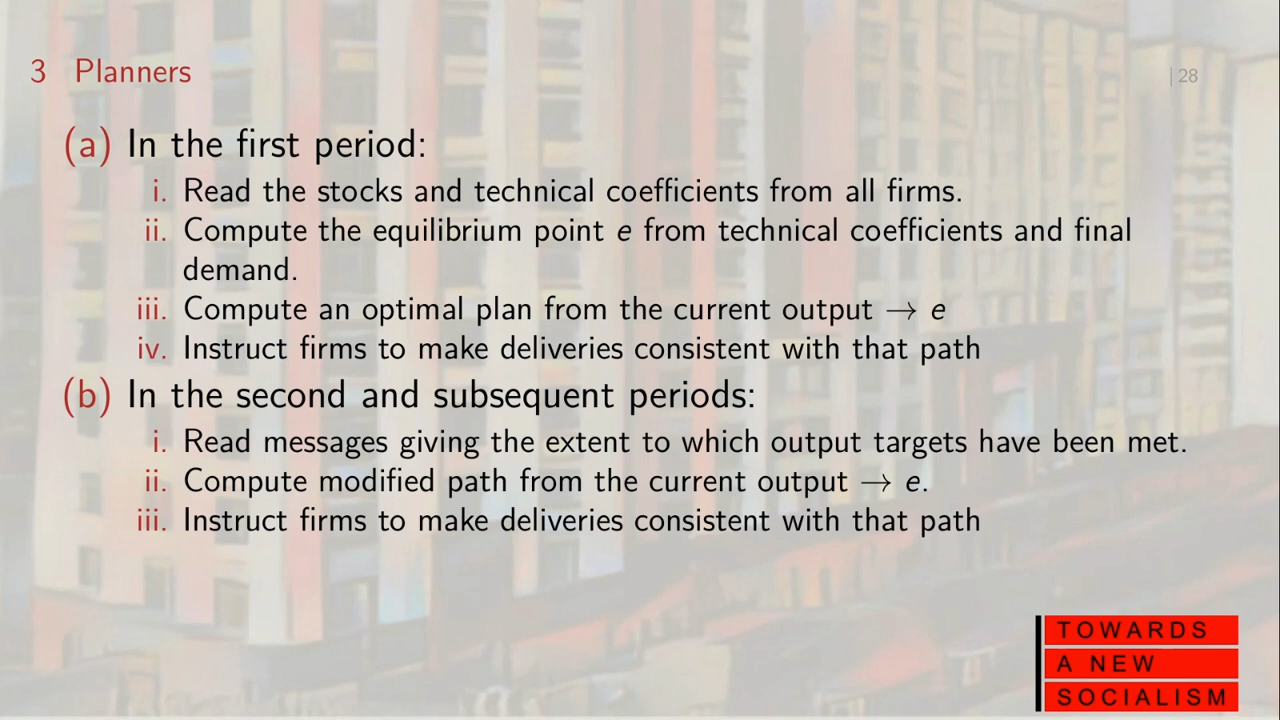 3 Planners
| 28
(a) In the first period:
i. Read the stocks and technical coefficients from all firms.
ii. Compute the equilibrium point e from technical coefficients and final
demand.
iii. Compute an optimal plan from the current output → e
iv. Instruct firms to make deliveries consistent with that path
(b) In the second and subsequent periods:
i. Read messages giving the extent to which output targets have been met.
ii. Compute modified path from the current output → e.
iii. Instruct firms to make deliveries consistent with that path
TOWARDS
A NEW
SOCIALISM